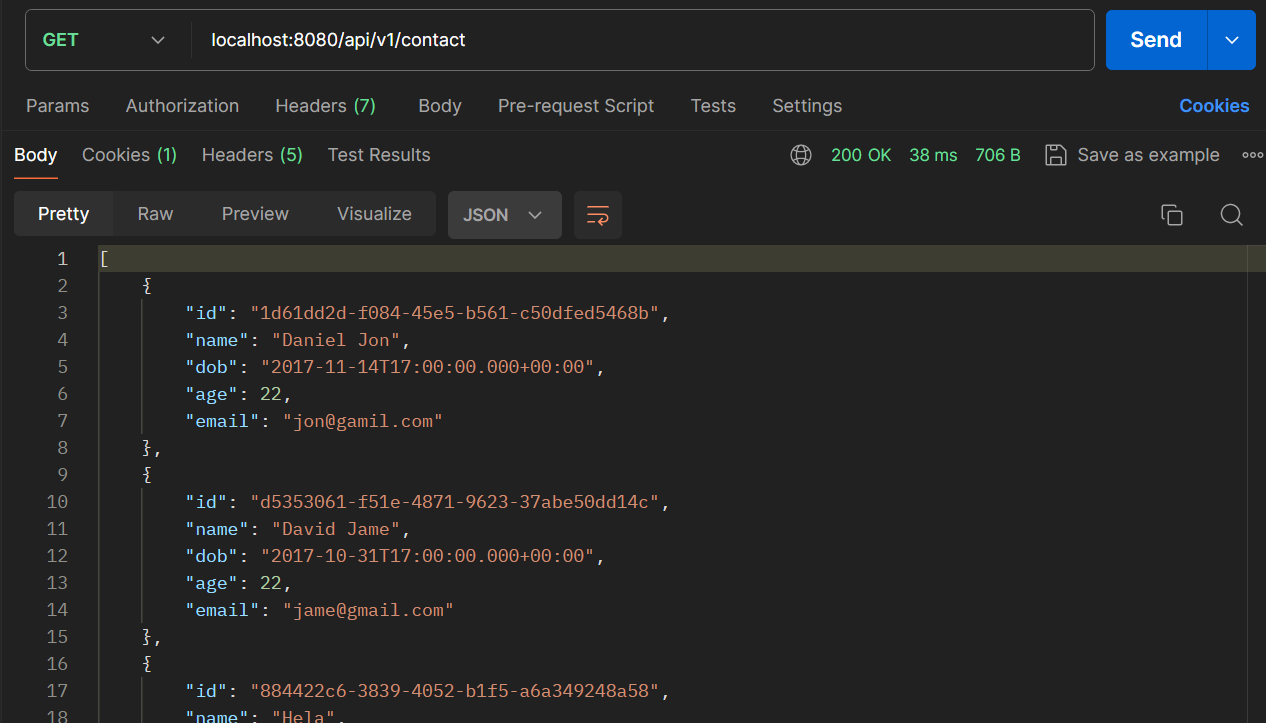 GET localhost:8080/api/v1/contact Send
Params Authorization Headers (7) Body Pre-request Script Tests Settings Cookies
Body Cookies (1) Headers (5) Test Results 200 OK 38 ms 706 B Save as example
Pretty Raw Preview Visualize JSON
1 [
2 {
3 "id": "1d61dd2d-f084-45e5-b561-c50dfed5468b",
4 "name": "Daniel Jon",
5 "dob": "2017-11-14T17:00:00.000+00:00",
6 "age": 22,
7 "email": "jon@gamil.com"
8 },
9 {
10 "id": "d5353061-f51e-4871-9623-37abe50dd14c",
11 "name": "David Jame",
12 "dob": "2017-10-31T17:00:00.000+00:00",
13 "age": 22,
14 "email": "jame@gmail.com"
15 },
16 {
17 "id": "884422c6-3839-4052-b1f5-a6a349248a58",
18 "name": "Hela",